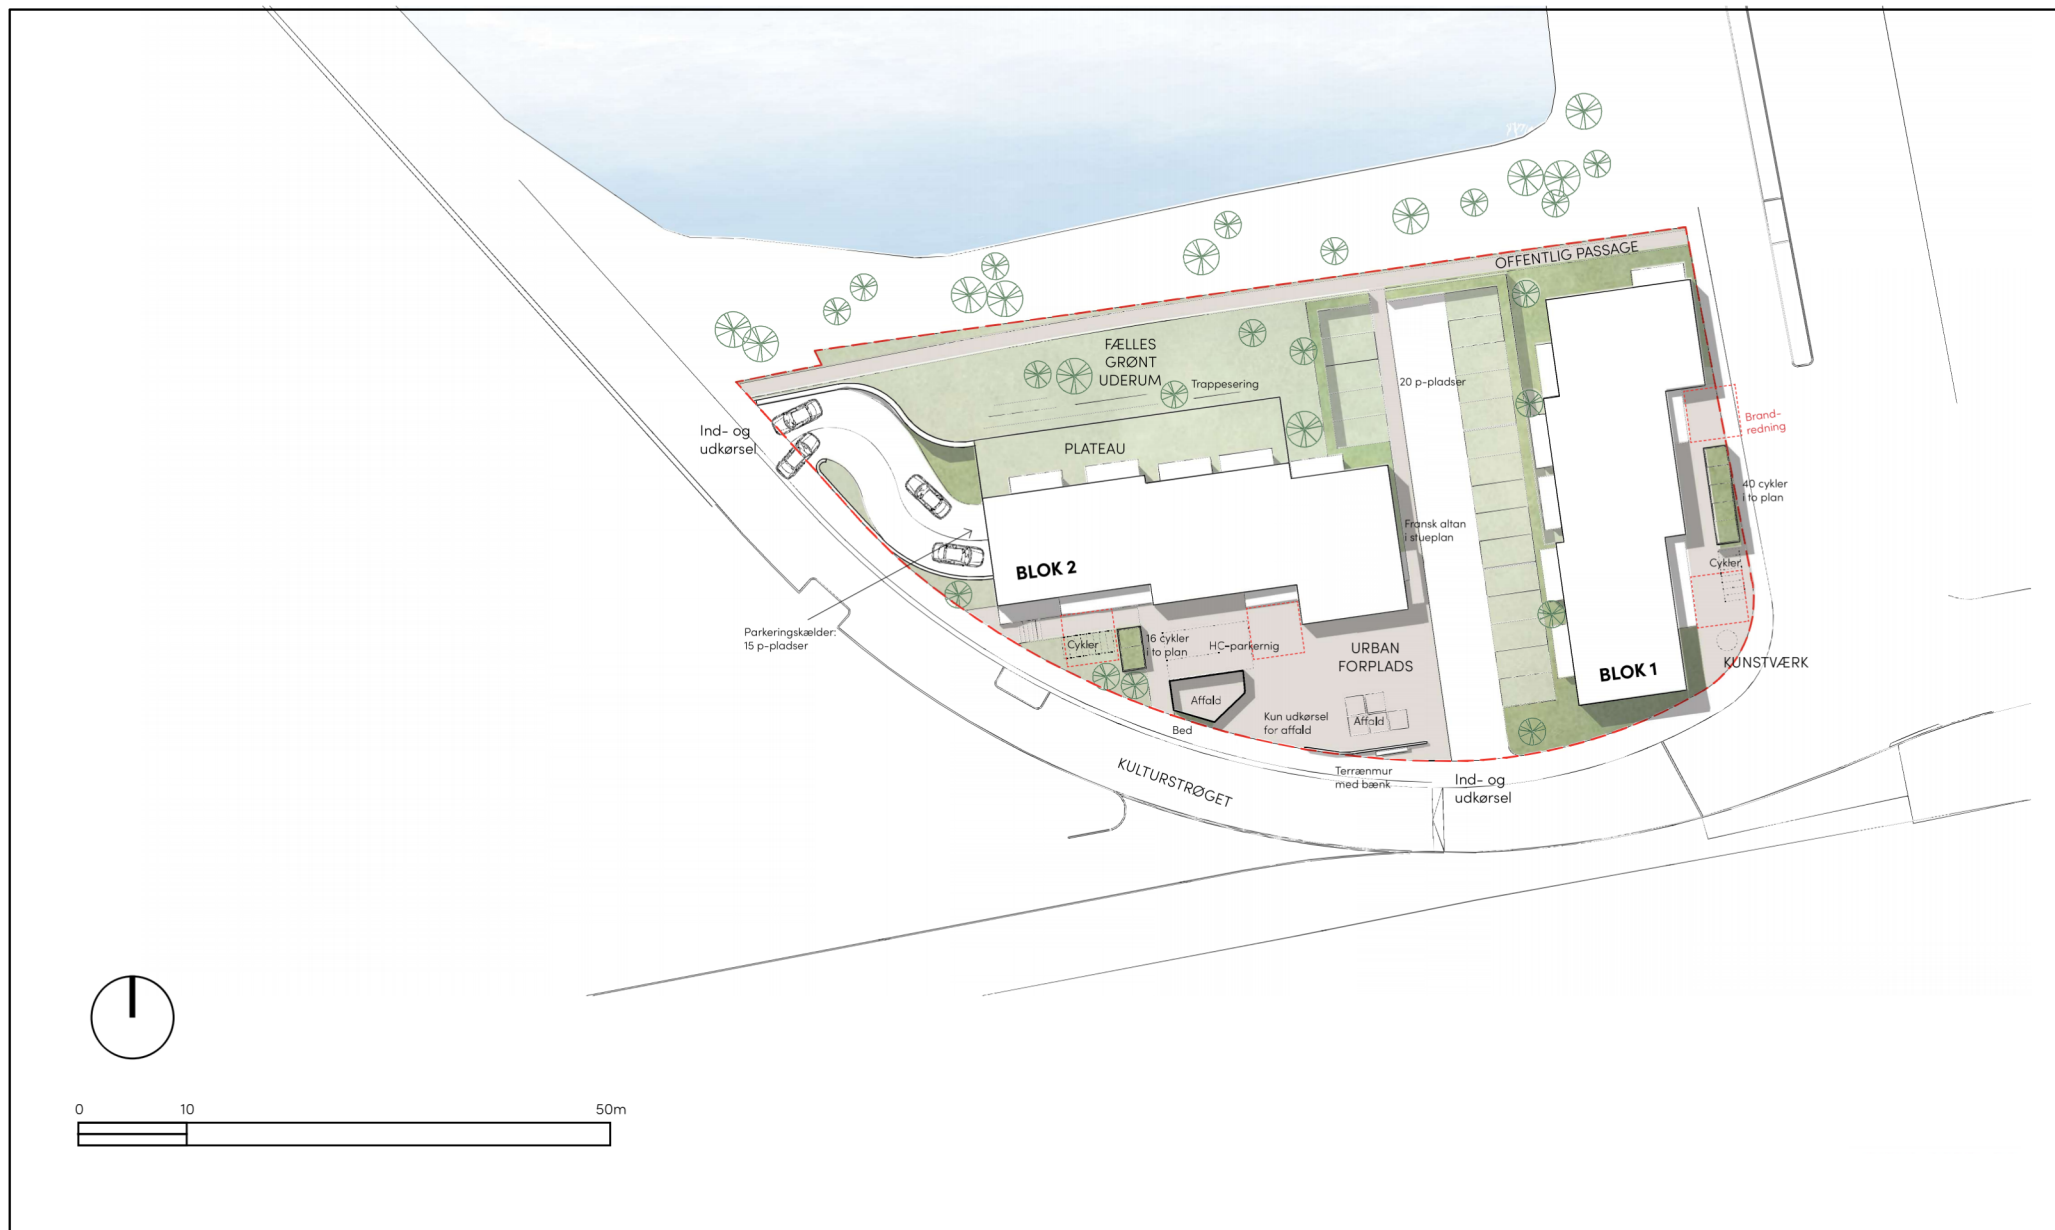 OFFENTLIG PASSAGE
FÆLLES
GRØNT
UDERUM
Trappesering
20 p-pladser
Brand-
redning
Ind- og
udkørsel
PLATEAU
40 cykler
i to plan
Fransk altan
i stueplan
BLOK 2
Cykler
Parkeringskælder:
15 p-pladser
Cykler
16 cykler
i to plan
HC-parkernig
URBAN
FORPLADS
BLOK 1
KUNSTVÆRK
Affald
Bed
Kun udkørsel
for affald
Affald
KULTURSTRØGET
Terrænmur
med bænk
Ind- og
udkørsel
0 10 50m